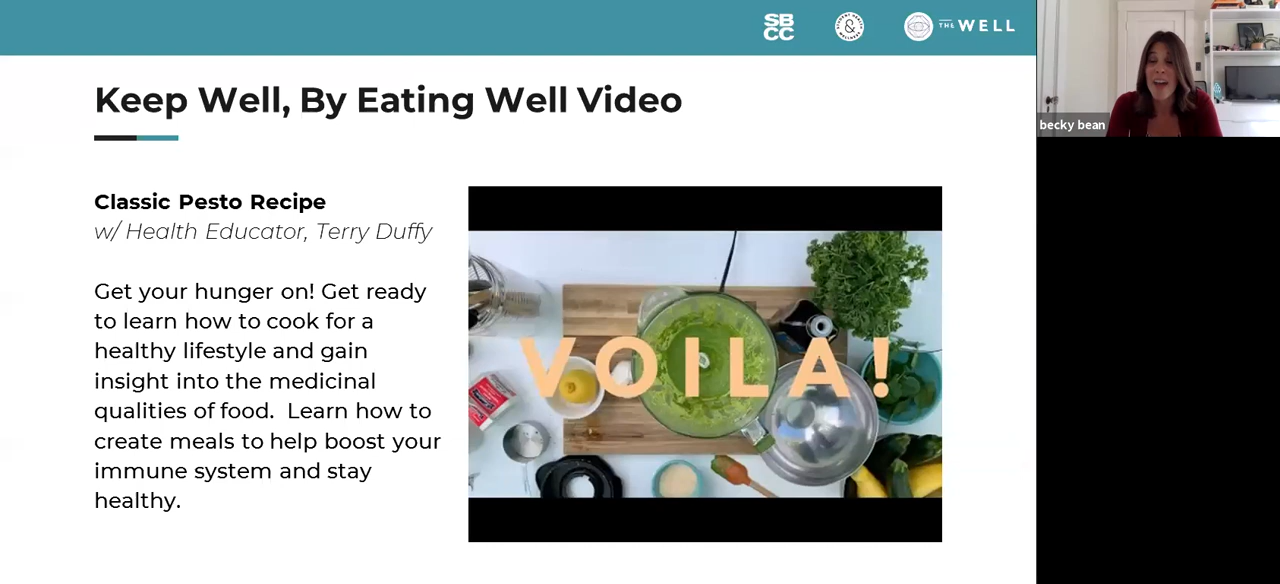 SB
CC
STUDENT HEALTH
& 
WELLNESS
THE WELL
becky bean
Keep Well, By Eating Well Video
Classic Pesto Recipe
w/ Health Educator, Terry Duffy
Get your hunger on! Get ready
to learn how to cook for a
healthy lifestyle and gain
insight into the medicinal
qualities of food.  Learn how to
create meals to help boost your
immune system and stay
healthy.
VOILA!